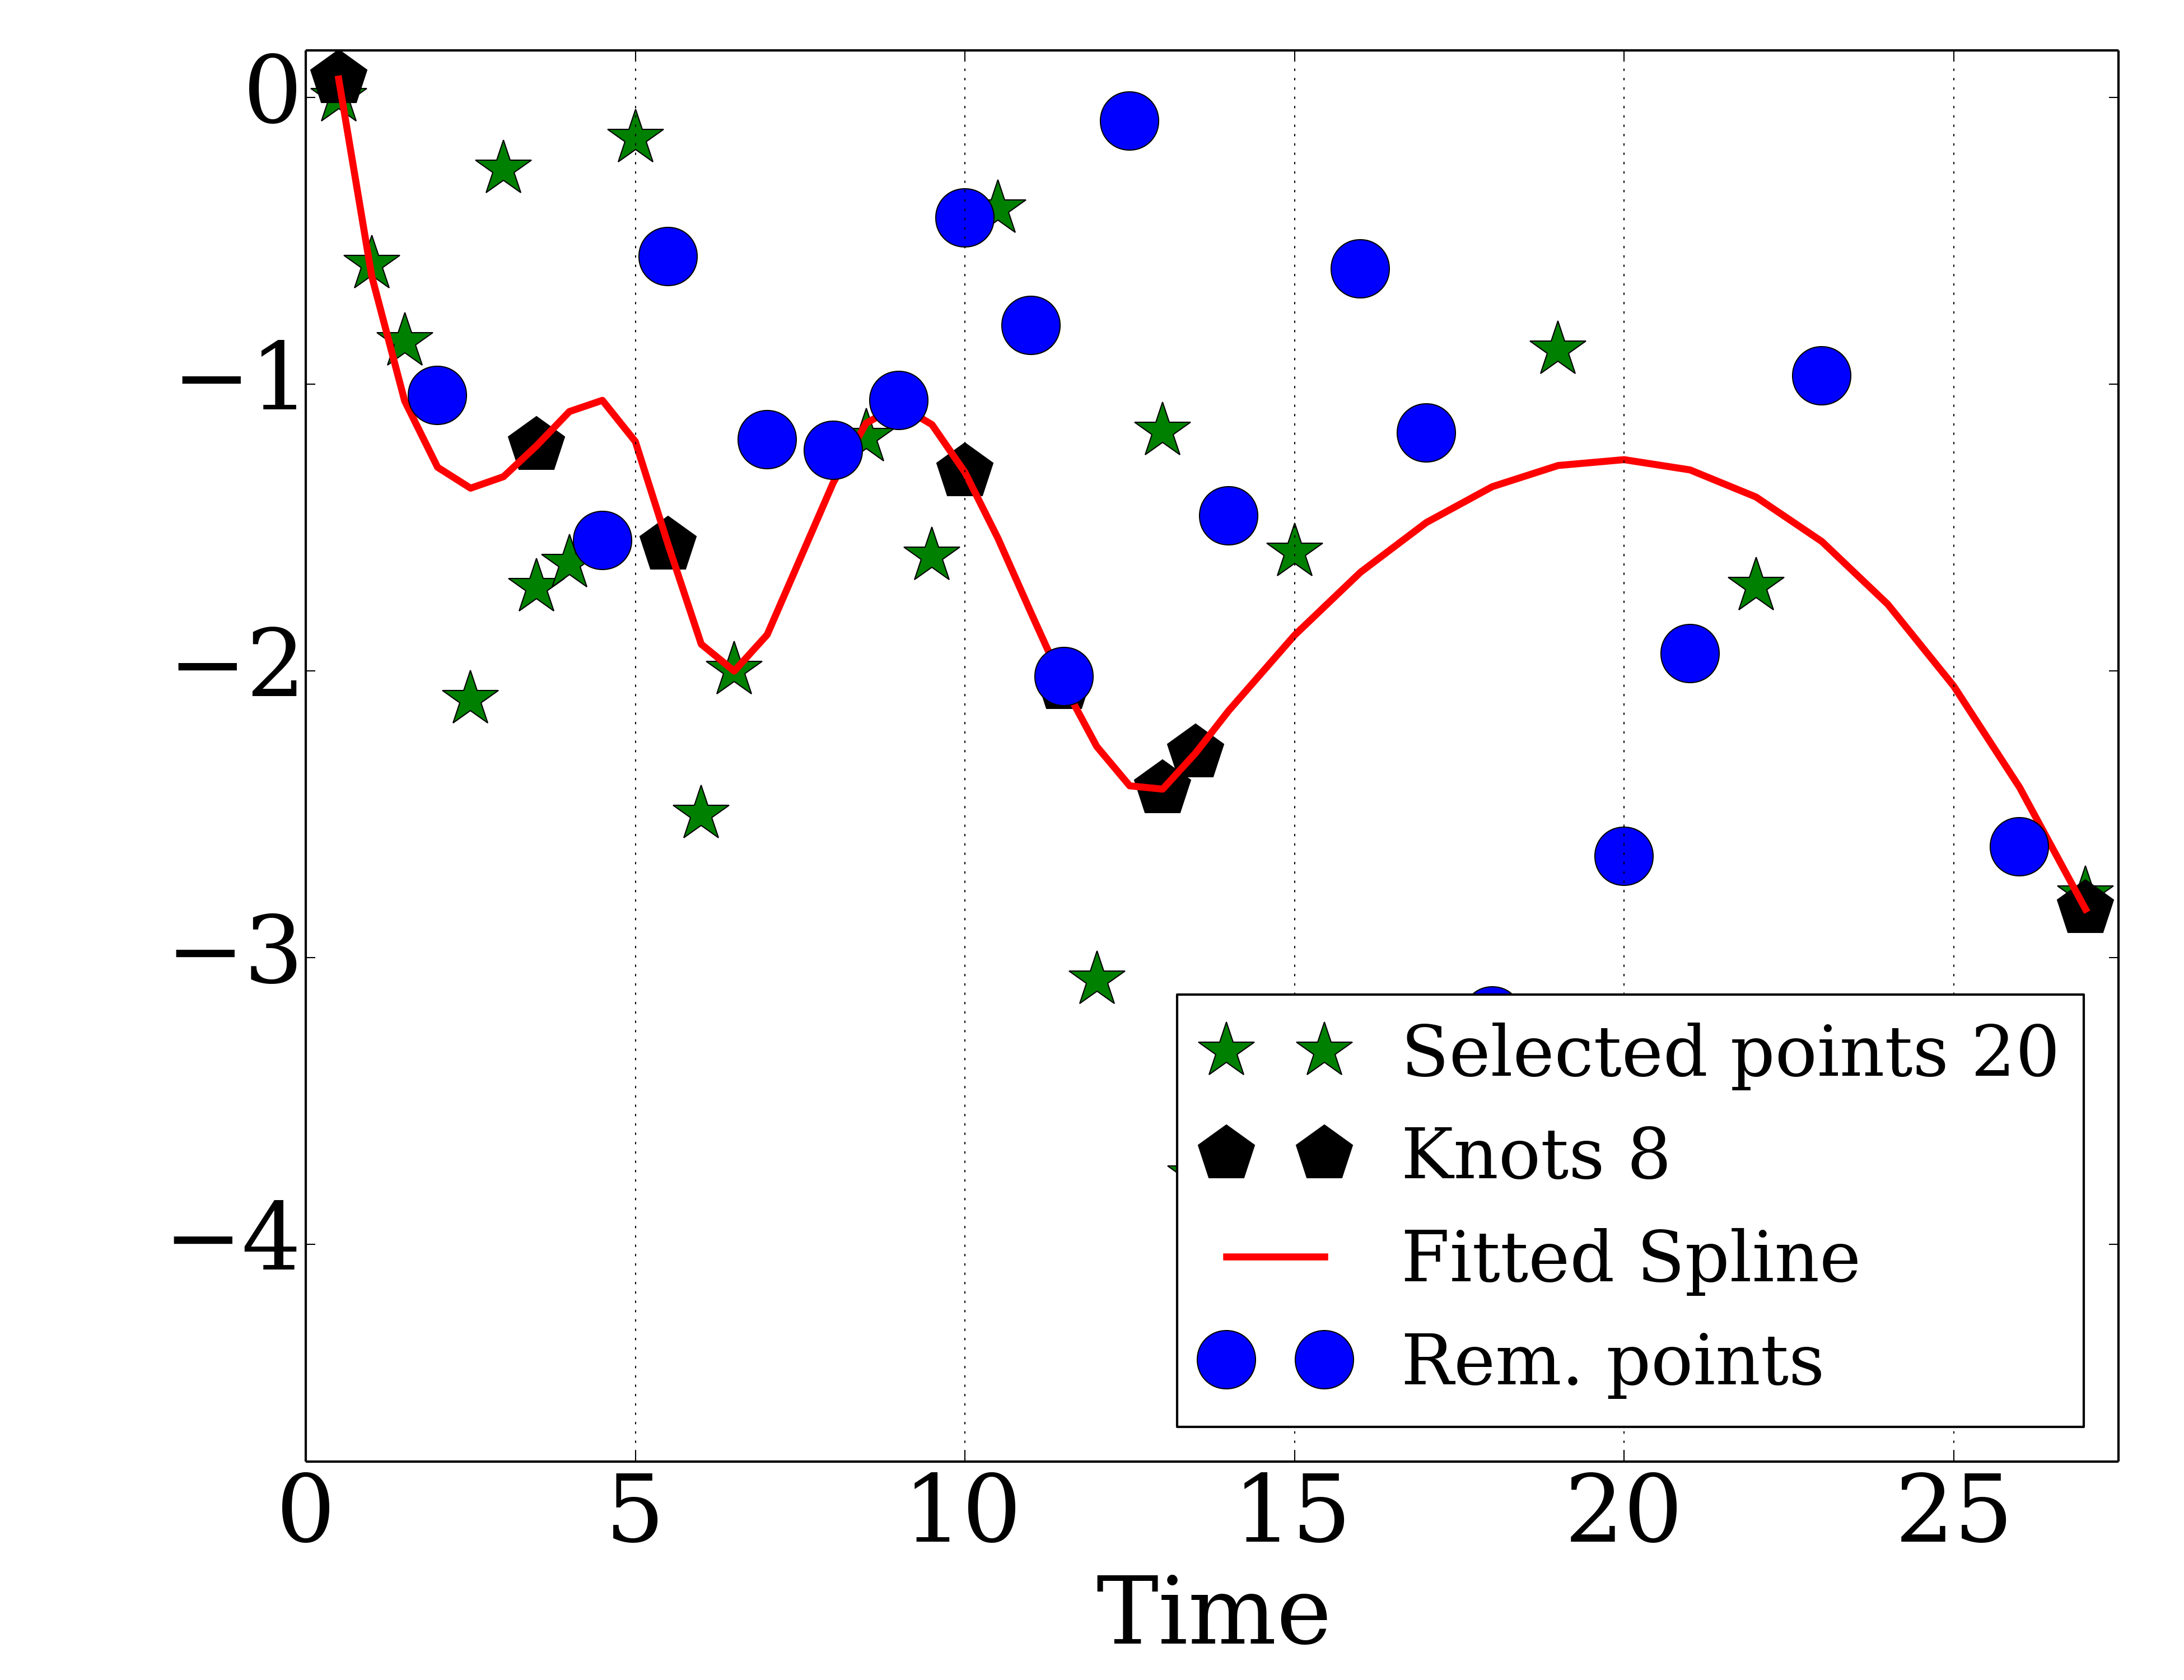 0
−1
−2
−3
−4
Selected points 20
Knots 8
Fitted Spline
Rem. points
0 5 10 15 20 25
Time